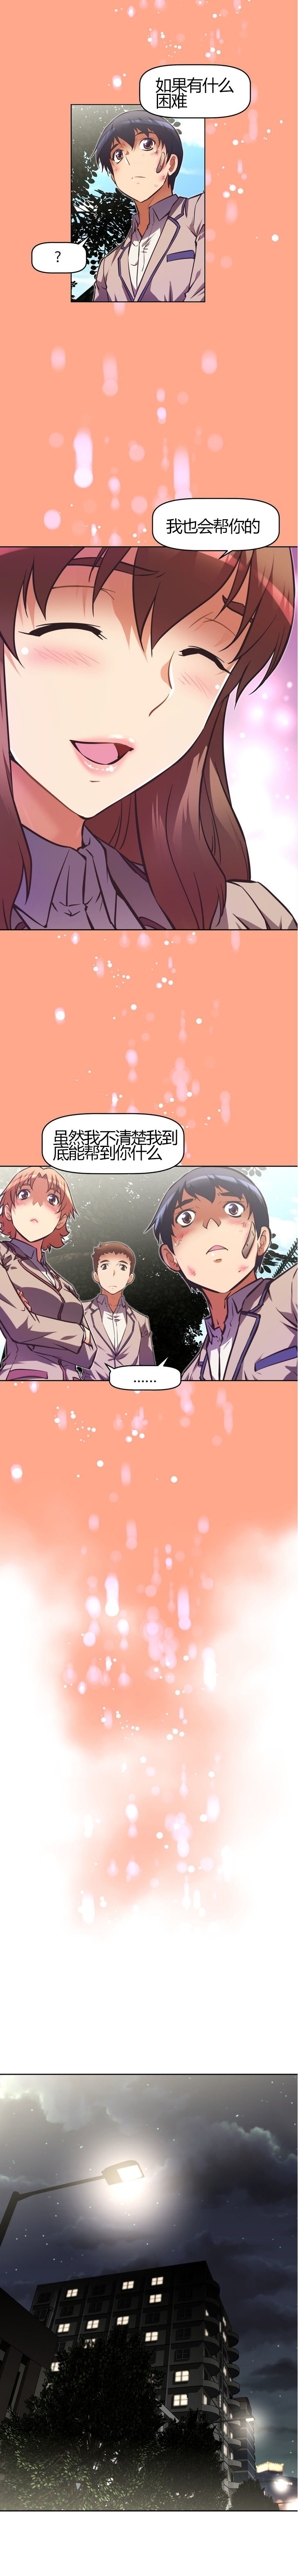 如果有什么
困难
?
我也会帮你的
虽然我不清楚我到
底能帮到你什么
......